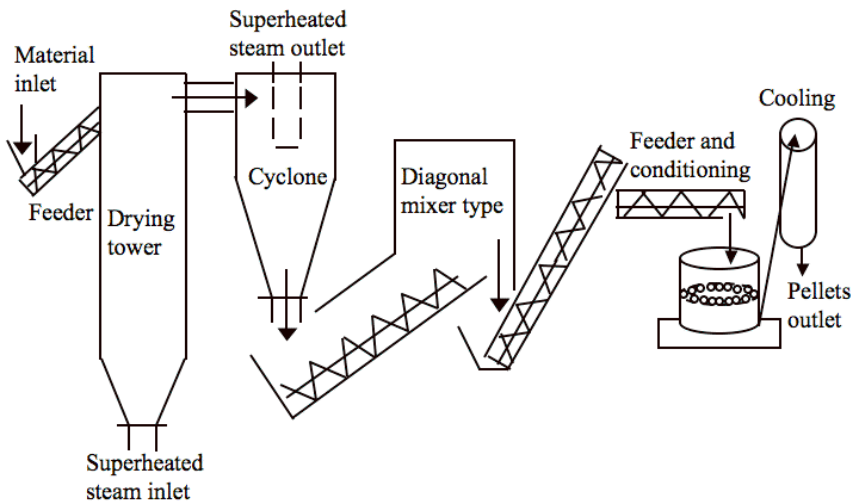 Superheated
steam outlet
Material
inlet
Cooling
Feeder and
conditioning
Cyclone
Diagonal
mixer type
Feeder
Drying
tower
Pellets
outlet
Superheated
steam inlet